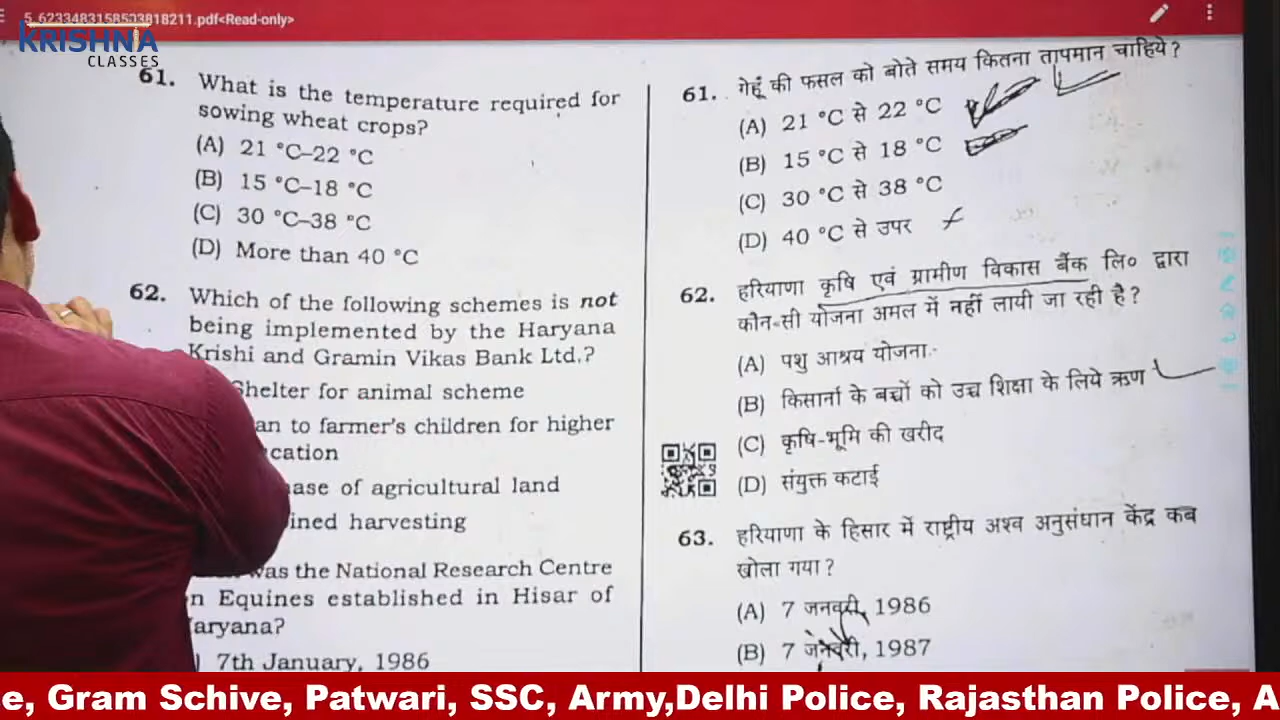 5_6233483158503818211.pdf<Read-only>
KRISHNA
CLASSES
61. What is the temperature required for
sowing wheat crops?
(A) 21 °C–22 °C
(B) 15 °C–18 °C
(C) 30 °C–38 °C
(D) More than 40 °C
62. Which of the following schemes is not
being implemented by the Haryana
Krishi and Gramin Vikas Bank Ltd.?
Shelter for animal scheme
to farmer's children for higher
of agricultural land
harvesting
was the National Research Centre
Equines established in Hisar of
7th January, 1986
61. गेहूँ की फसल को बोते समय कितना तापमान चाहिये?
(A) 21 °C से 22 °C
(B) 15 °C से 18 °C
(C) 30 °C से 38 °C
(D) 40 °C से उपर
62. हरियाणा कृषि एवं ग्रामीण विकास बैंक लि० द्वारा
कौन-सी योजना अमल में नहीं लायी जा रही है?
(A) पशु आश्रय योजना
(B) किसानों के बच्चों को उच्च शिक्षा के लिये ऋण
(C) कृषि-भूमि की खरीद
(D) संयुक्त कटाई
63. हरियाणा के हिसार में राष्ट्रीय अश्व अनुसंधान केंद्र कब
खोला गया?
(A) 7 जनवरी, 1986
(B) 7 जनवरी, 1987
e, Gram Schive, Patwari, SSC, Army,Delhi Police, Rajasthan Police, A